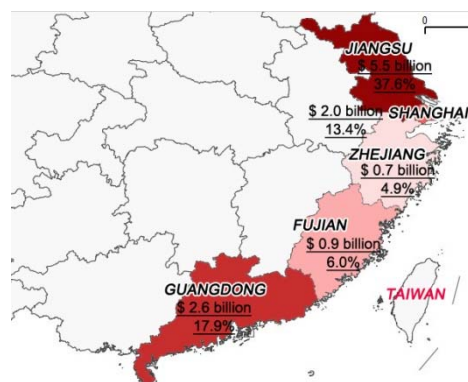 0
JIANGSU
$ 5.5 billion
37.6%
$ 2.0 billion
SHANGHAI
13.4%
ZHEJIANG
$ 0.7 billion
4.9%
FUJIAN
$ 0.9 billion
6.0%
TAIWAN
GUANGDONG
$ 2.6 billion
17.9%